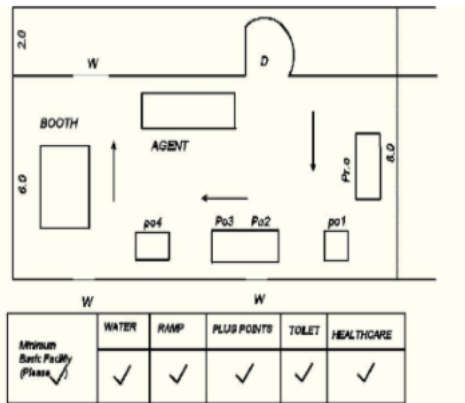 2.0
W
D
BOOTH
AGENT
6.0
Pr.o
8.0
po4
Po3
Po2
po1
W
W
Minimum
Basic Facility
(Please ✓)
WATER
RAMP
PLUG POINTS
TOILET
HEALTHCARE
✓
✓
✓
✓
✓